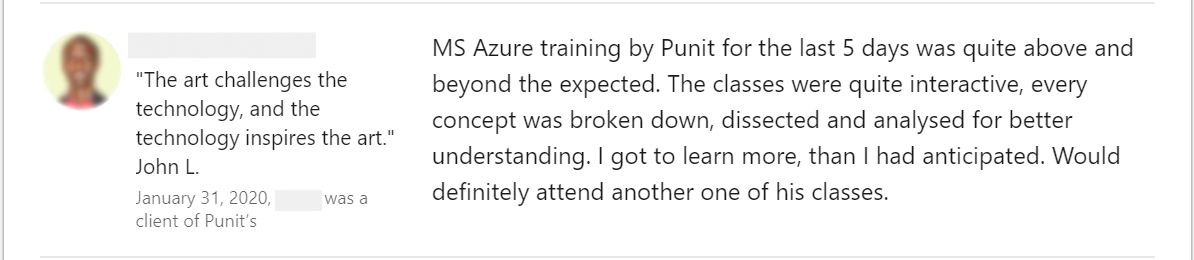 "The art challenges the
technology, and the
technology inspires the art."
John L.
January 31, 2020, was a
client of Punit's
MS Azure training by Punit for the last 5 days was quite above and
beyond the expected. The classes were quite interactive, every
concept was broken down, dissected and analysed for better
understanding. I got to learn more, than I had anticipated. Would
definitely attend another one of his classes.